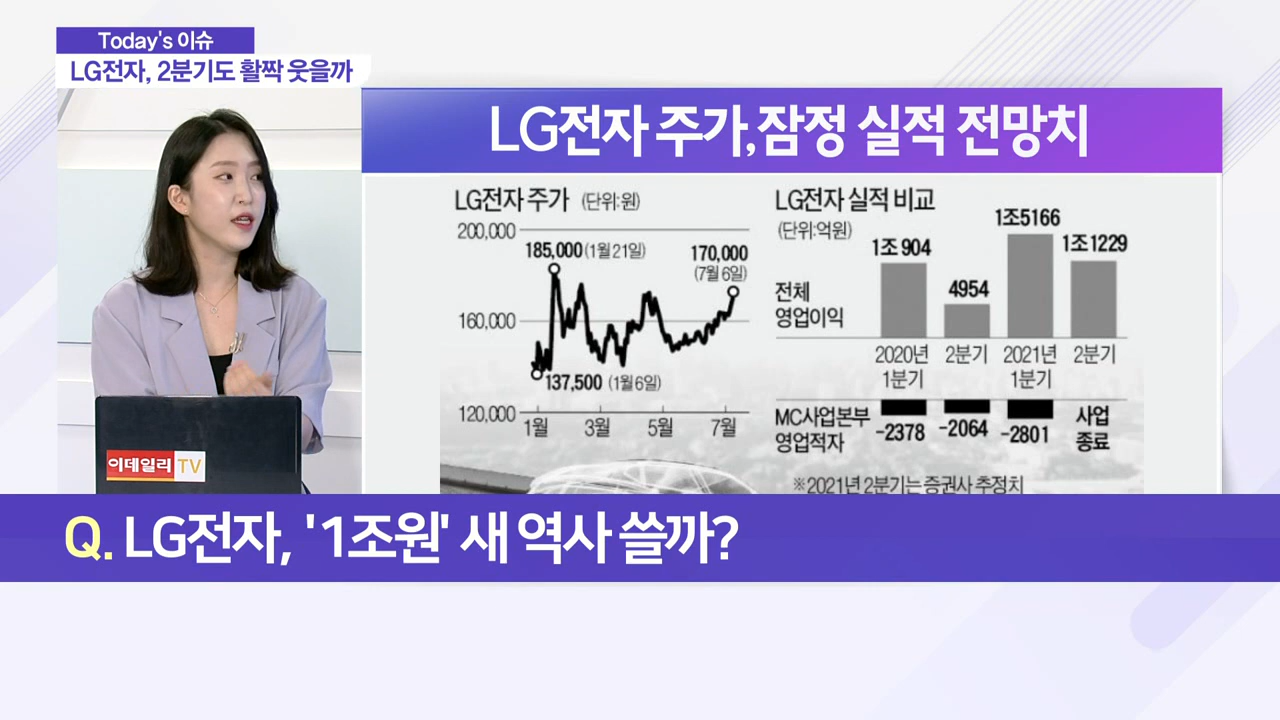 Today's 이슈
LG전자, 2분기도 활짝 웃을까
LG전자 주가,잠정 실적 전망치
LG전자 주가 (단위:원)
200,000
185,000 (1월 21일)
170,000
(7월 6일)
160,000
137,500 (1월6일)
120,000
1월 3월 5월 7월
LG전자 실적 비교
(단위:억원)
1조5166
1조 904
1조1229
4954
전체
영업이익
2020년 2분기 2021년 2분기
1분기 1분기
MC사업본부
영업적자
-2378 -2064 -2801
사업
종료
※2021년 2분기는 증권사 추정치
이데일리 TV
Q. LG전자, '1조원' 새 역사 쓸까?